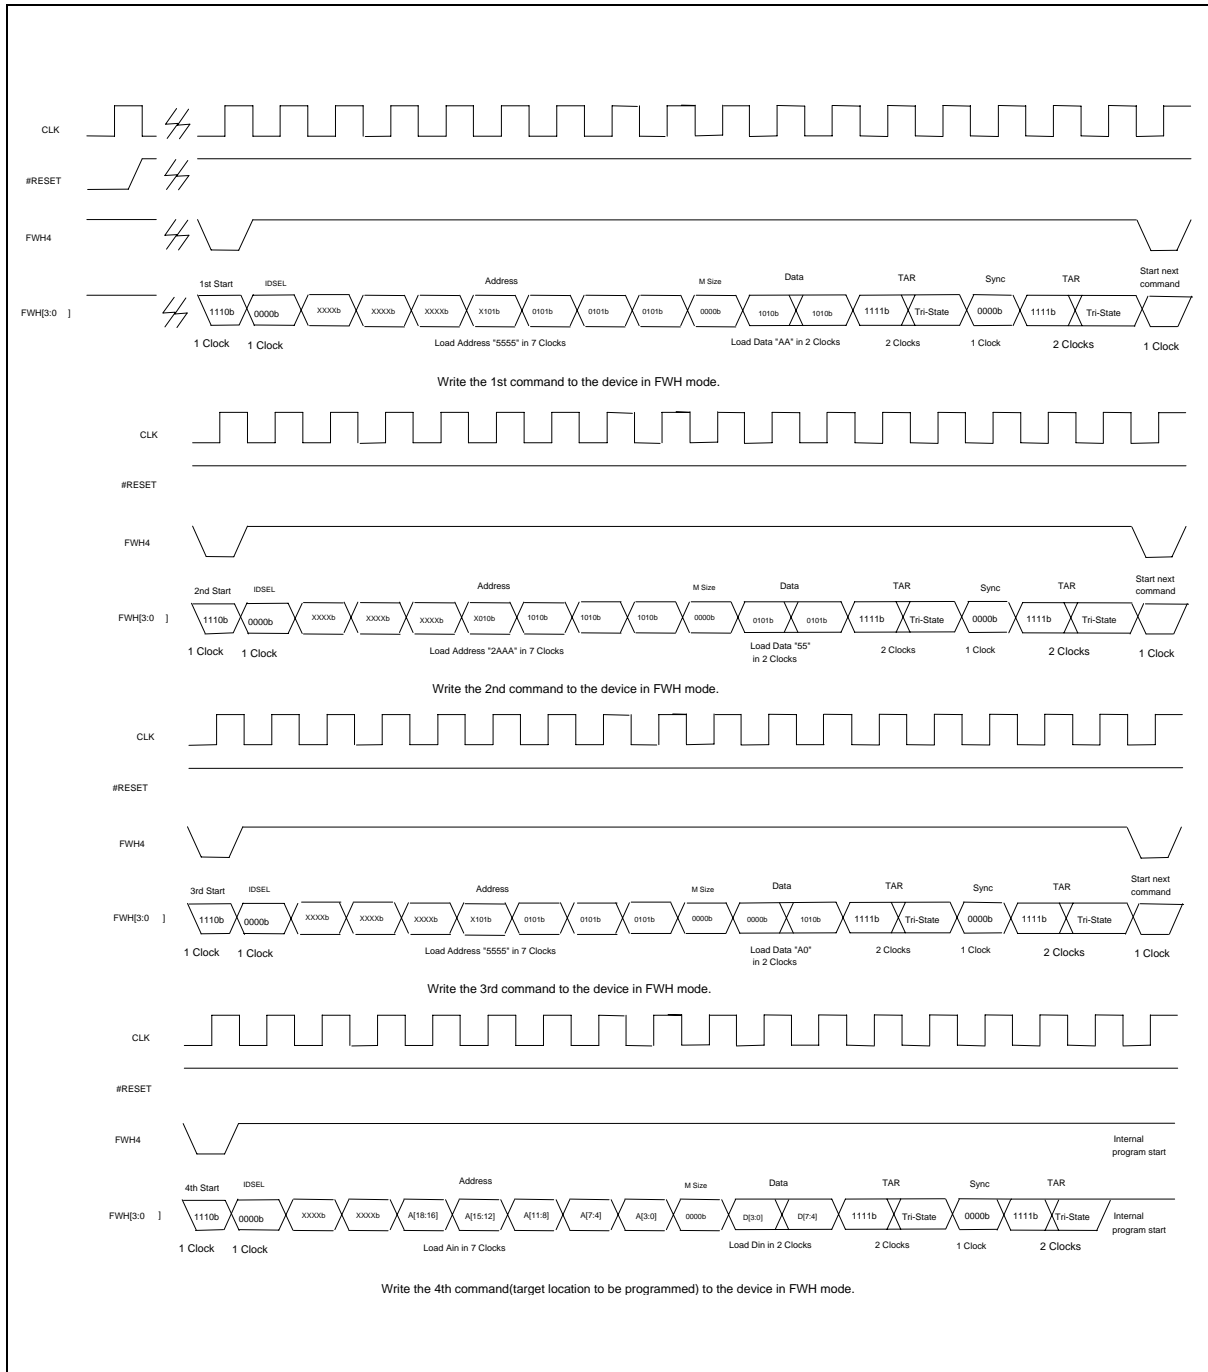 CLK
#RESET
FWH4
1st Start IDSEL Address M Size Data TAR Sync TAR Start next command
FWH[3:0 ] 1110b 0000b XXXXb XXXXb XXXXb X101b 0101b 0101b 0101b 0000b 1010b 1010b 1111b Tri-State 0000b 1111b Tri-State
1 Clock 1 Clock Load Address "5555" in 7 Clocks Load Data "AA" in 2 Clocks 2 Clocks 1 Clock 2 Clocks 1 Clock
Write the 1st command to the device in FWH mode.
CLK
#RESET
FWH4
2nd Start IDSEL Address M Size Data TAR Sync TAR Start next command
FWH[3:0 ] 1110b 0000b XXXXb XXXXb XXXXb X010b 1010b 1010b 1010b 0000b 0101b 0101b 1111b Tri-State 0000b 1111b Tri-State
1 Clock 1 Clock Load Address "2AAA" in 7 Clocks Load Data "55" in 2 Clocks 2 Clocks 1 Clock 2 Clocks 1 Clock
Write the 2nd command to the device in FWH mode.
CLK
#RESET
FWH4
3rd Start IDSEL Address M Size Data TAR Sync TAR Start next command
FWH[3:0 ] 1110b 0000b XXXXb XXXXb XXXXb X101b 0101b 0101b 0101b 0000b 0000b 1010b 1111b Tri-State 0000b 1111b Tri-State
1 Clock 1 Clock Load Address "5555" in 7 Clocks Load Data "A0" in 2 Clocks 2 Clocks 1 Clock 2 Clocks 1 Clock
Write the 3rd command to the device in FWH mode.
CLK
#RESET
FWH4 Internal program start
4th Start IDSEL Address M Size Data TAR Sync TAR
FWH[3:0 ] 1110b 0000b XXXXb XXXXb A[18:16] A[15:12] A[11:8] A[7:4] A[3:0] 0000b D[3:0] D[7:4] 1111b Tri-State 0000b 1111b Tri-State Internal program start
1 Clock 1 Clock Load Ain in 7 Clocks Load Din in 2 Clocks 2 Clocks 1 Clock 2 Clocks
Write the 4th command(target location to be programmed) to the device in FWH mode.